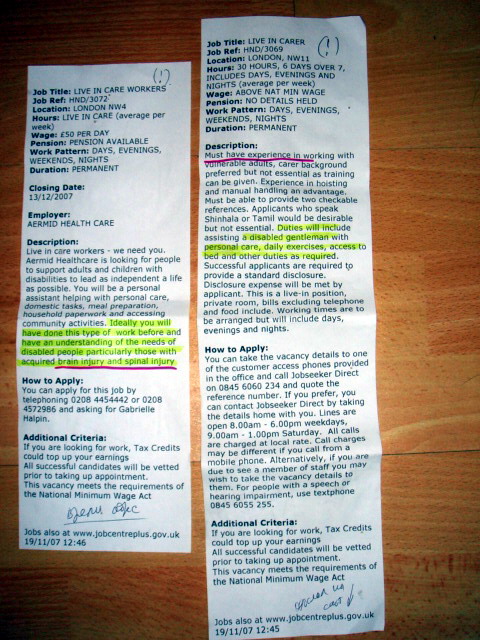 (!)
Job Title: LIVE IN CARE WORKERS
Job Ref: HND/3072
Location: LONDON NW4
Hours: LIVE IN CARE (average per
week)
Wage: £50 PER DAY
Pension: PENSION AVAILABLE
Work Pattern: DAYS, EVENINGS,
WEEKENDS, NIGHTS
Duration: PERMANENT
Closing Date:
13/12/2007
Employer:
AERMID HEALTH CARE
Description:
Live in care workers - we need you.
Aermid Healthcare is looking for people
to support adults and children with
disabilities to lead as independent a life
as possible. You will be a personal
assistant helping with personal care,
domestic tasks, meal preparation,
household paperwork and accessing
community activities. Ideally you will
have done this type of work before and
have an understanding of the needs of
disabled people particularly those with
acquired brain injury and spinal injury
How to Apply:
You can apply for this job by
telephoning 0208 4454442 or 0208
4572986 and asking for Gabrielle
Halpin.
Additional Criteria:
If you are looking for work, Tax Credits
could top up your earnings
All successful candidates will be vetted
prior to taking up appointment.
This vacancy meets the requirements of
the National Minimum Wage Act
Jobs also at www.jobcentreplus.gov.uk
19/11/07 12:46
(!)
Job Title: LIVE IN CARER
Job Ref: HND/3069
Location: LONDON, NW11
Hours: 30 HOURS, 6 DAYS OVER 7,
INCLUDES DAYS, EVENINGS AND
NIGHTS (average per week)
Wage: ABOVE NAT MIN WAGE
Pension: NO DETAILS HELD
Work Pattern: DAYS, EVENINGS,
WEEKENDS, NIGHTS
Duration: PERMANENT
Description:
Must have experience in working with
vulnerable adults, carer background
preferred but not essential as training
can be given. Experience in hoisting
and manual handling an advantage.
Must be able to provide two checkable
references. Applicants who speak
Shinhala or Tamil would be desirable
but not essential. Duties will include
assisting a disabled gentleman with
personal care, daily exercises, access to
bed and other duties as required.
Successful applicants are required to
provide a standard disclosure.
Disclosure expense will be met by
applicant. This is a live-in position,
private room, bills excluding telephone
and food include. Working times are to
be arranged but will include days,
evenings and nights.
How to Apply:
You can take the vacancy details to one
of the customer access phones provided
in the office and call Jobseeker Direct
on 0845 6060 234 and quote the
reference number. If you prefer, you
can contact Jobseeker Direct by taking
the details home with you. Lines are
open 8.00am - 6.00pm weekdays,
9.00am - 1.00pm Saturday. All calls
are charged at local rate. Call charges
may be different if you call from a
mobile phone. Alternatively, if you are
due to see a member of staff you may
wish to take the vacancy details to
them. For people with a speech or
hearing impairment, use textphone
0845 6055 255.
Additional Criteria:
If you are looking for work, Tax Credits
could top up your earnings
All successful candidates will be vetted
prior to taking up appointment.
This vacancy meets the requirements of
the National Minimum Wage Act
Jobs also at www.jobcentreplus.gov.uk
19/11/07 12:45